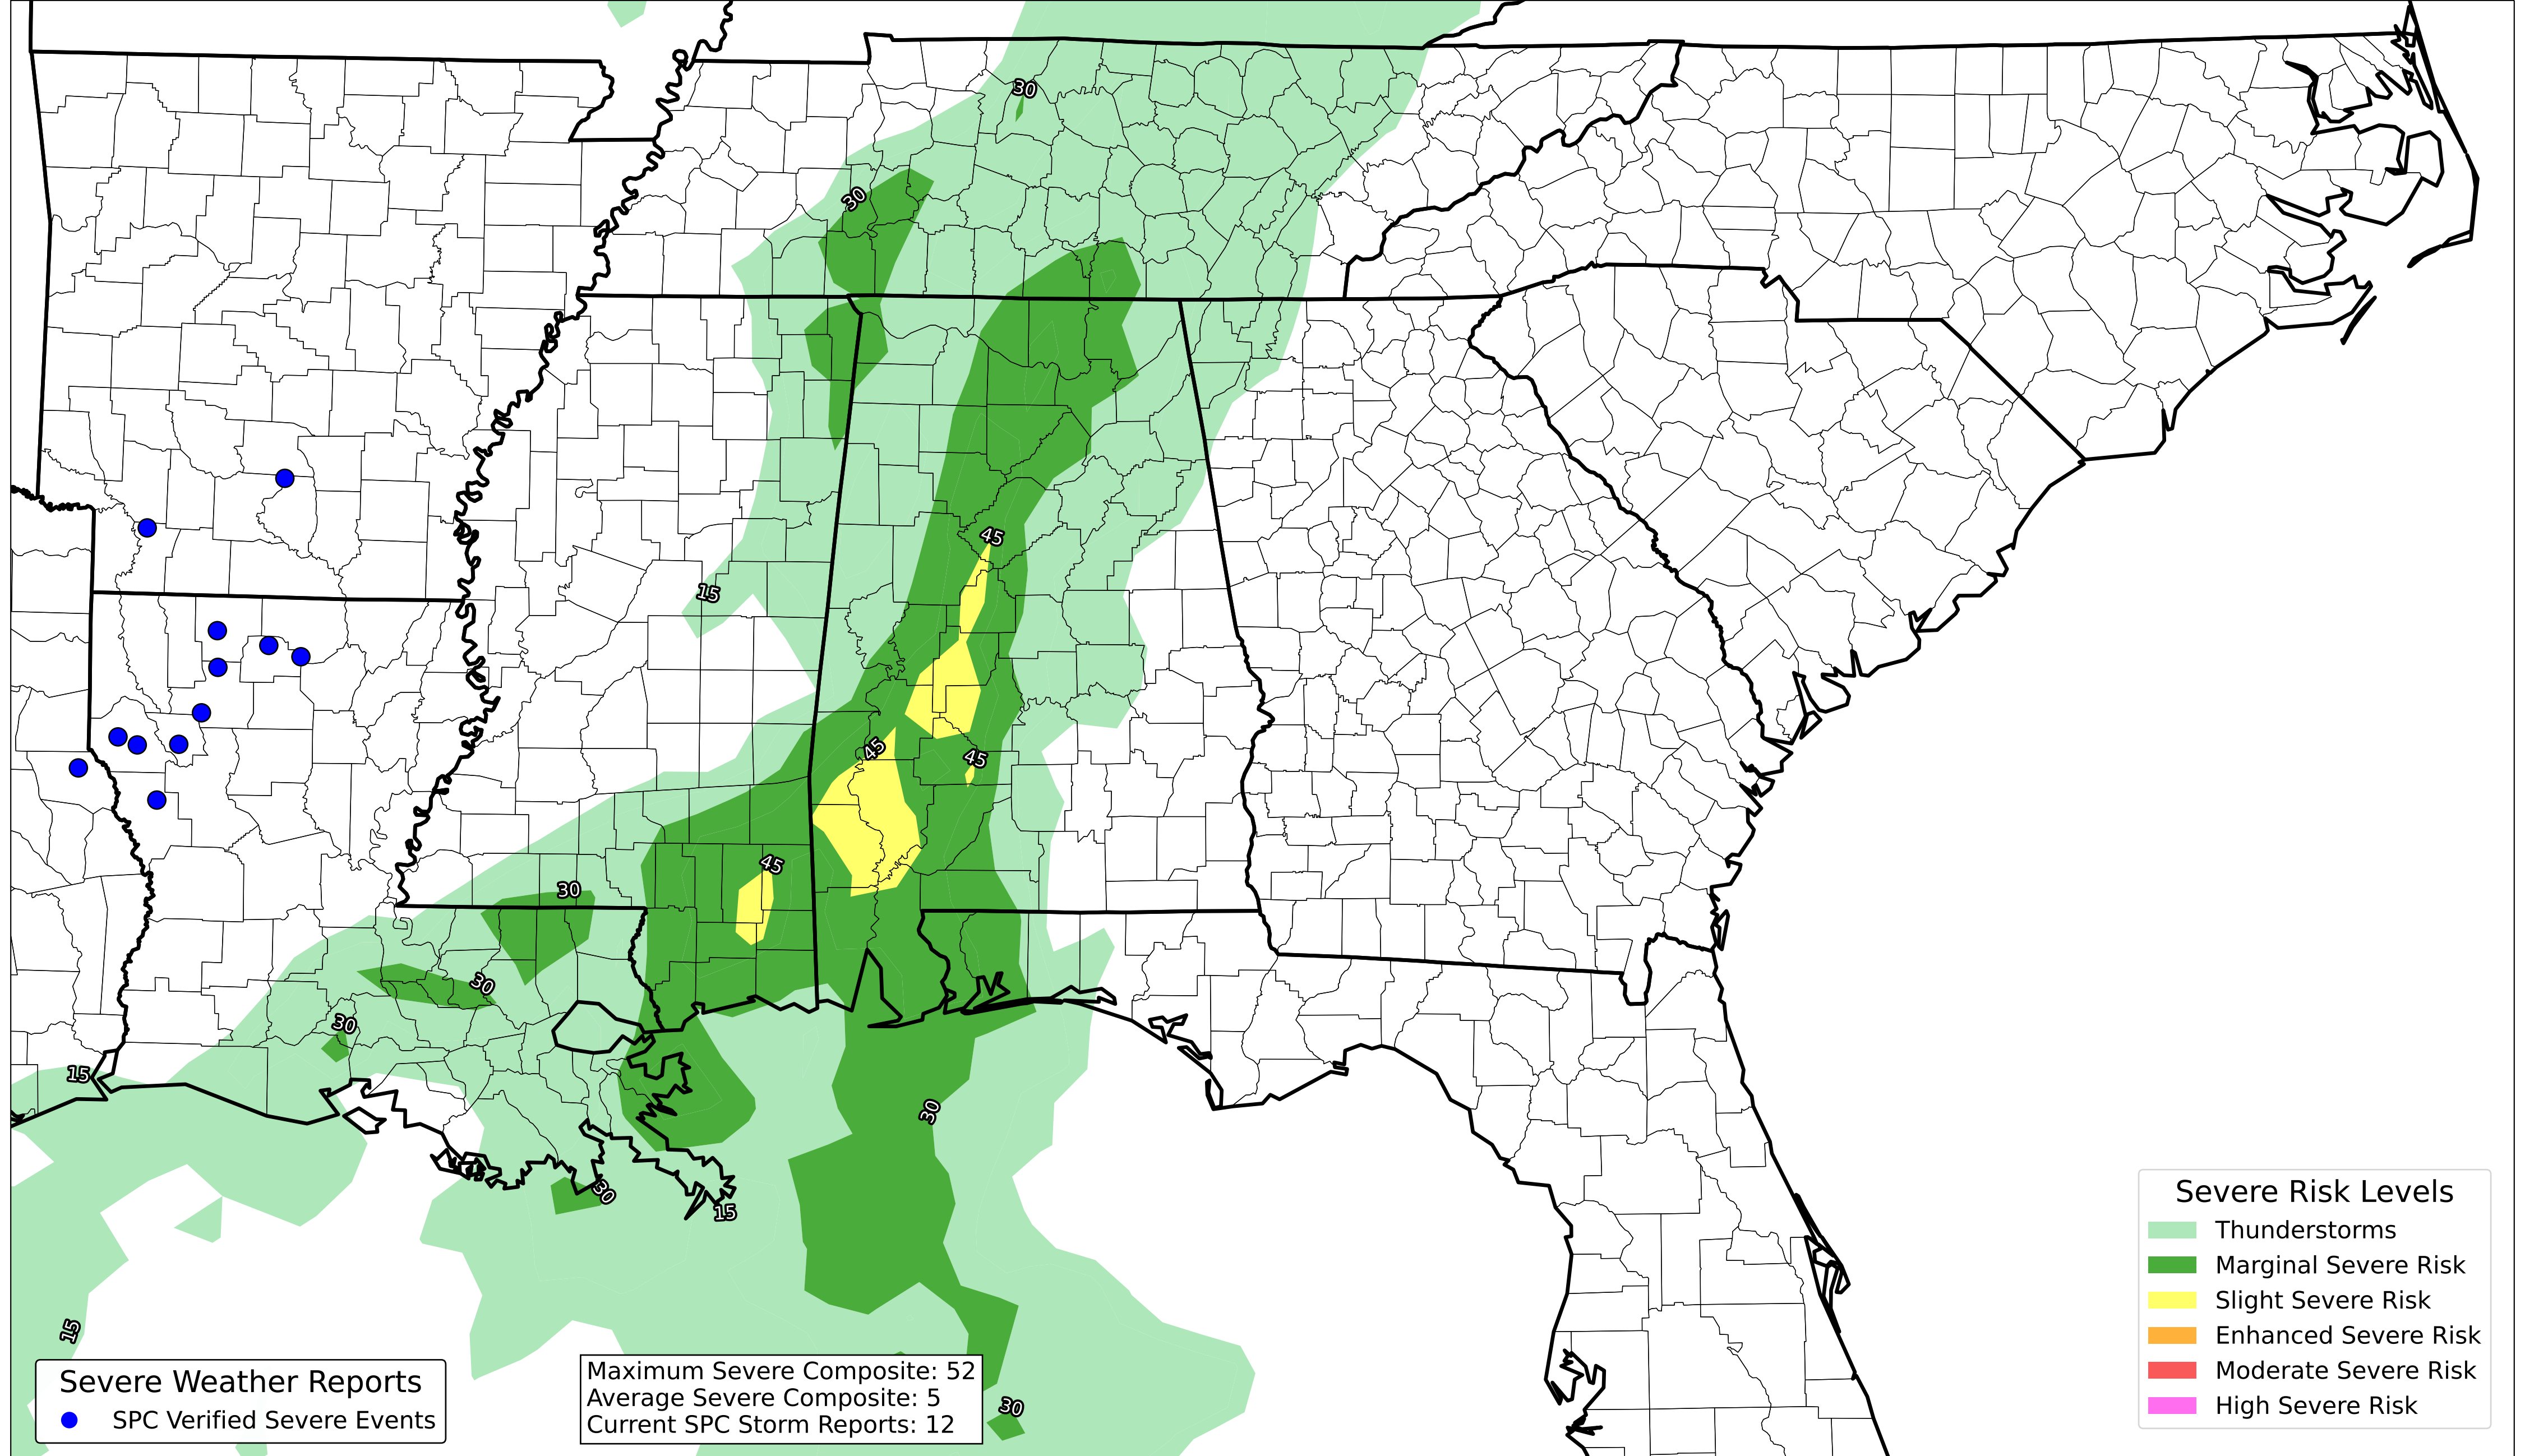 30
30
45
15
45
45
45
30
30
30
15
30
30
15
15
30
Severe Risk Levels
Thunderstorms
Marginal Severe Risk
Slight Severe Risk
Enhanced Severe Risk
Moderate Severe Risk
High Severe Risk
Severe Weather Reports
SPC Verified Severe Events
Maximum Severe Composite: 52
Average Severe Composite: 5
Current SPC Storm Reports: 12